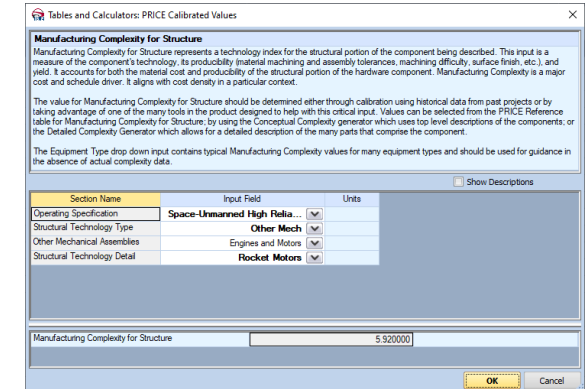 Tables and Calculators: PRICE Calibrated Values
Manufacturing Complexity for Structure
Manufacturing Complexity for Structure represents a technology index for the structural portion of the component being described. This input is a
measure of the component's technology, its producibility (material machining and assembly tolerances, machining difficulty, surface finish, etc.), and
yield. It accounts for both the material cost and producibility of the structural portion of the hardware component. Manufacturing Complexity is a major
cost and schedule driver. It aligns with cost density in a particular context.
The value for Manufacturing Complexity for Structure should be determined either through calibration using historical data from past projects or by
taking advantage of one of the many tools in the product designed to help with this critical input. Values can be selected from the PRICE Reference
table for Manufacturing Complexity for Structure; by using the Conceptual Complexity generator which uses top level descriptions of the components; or
the Detailed Complexity Generator which allows for a detailed description of the many parts that comprise the component.
The Equipment Type drop down input contains typical Manufacturing Complexity values for many equipment types and should be used for guidance in
the absence of actual complexity data.
Show Descriptions
Section Name Input Field Units
Operating Specification Space-Unmanned High Relia...
Structural Technology Type Other Mech
Other Mechanical Assemblies Engines and Motors
Structural Technology Detail Rocket Motors
Manufacturing Complexity for Structure 5.920000
OK Cancel